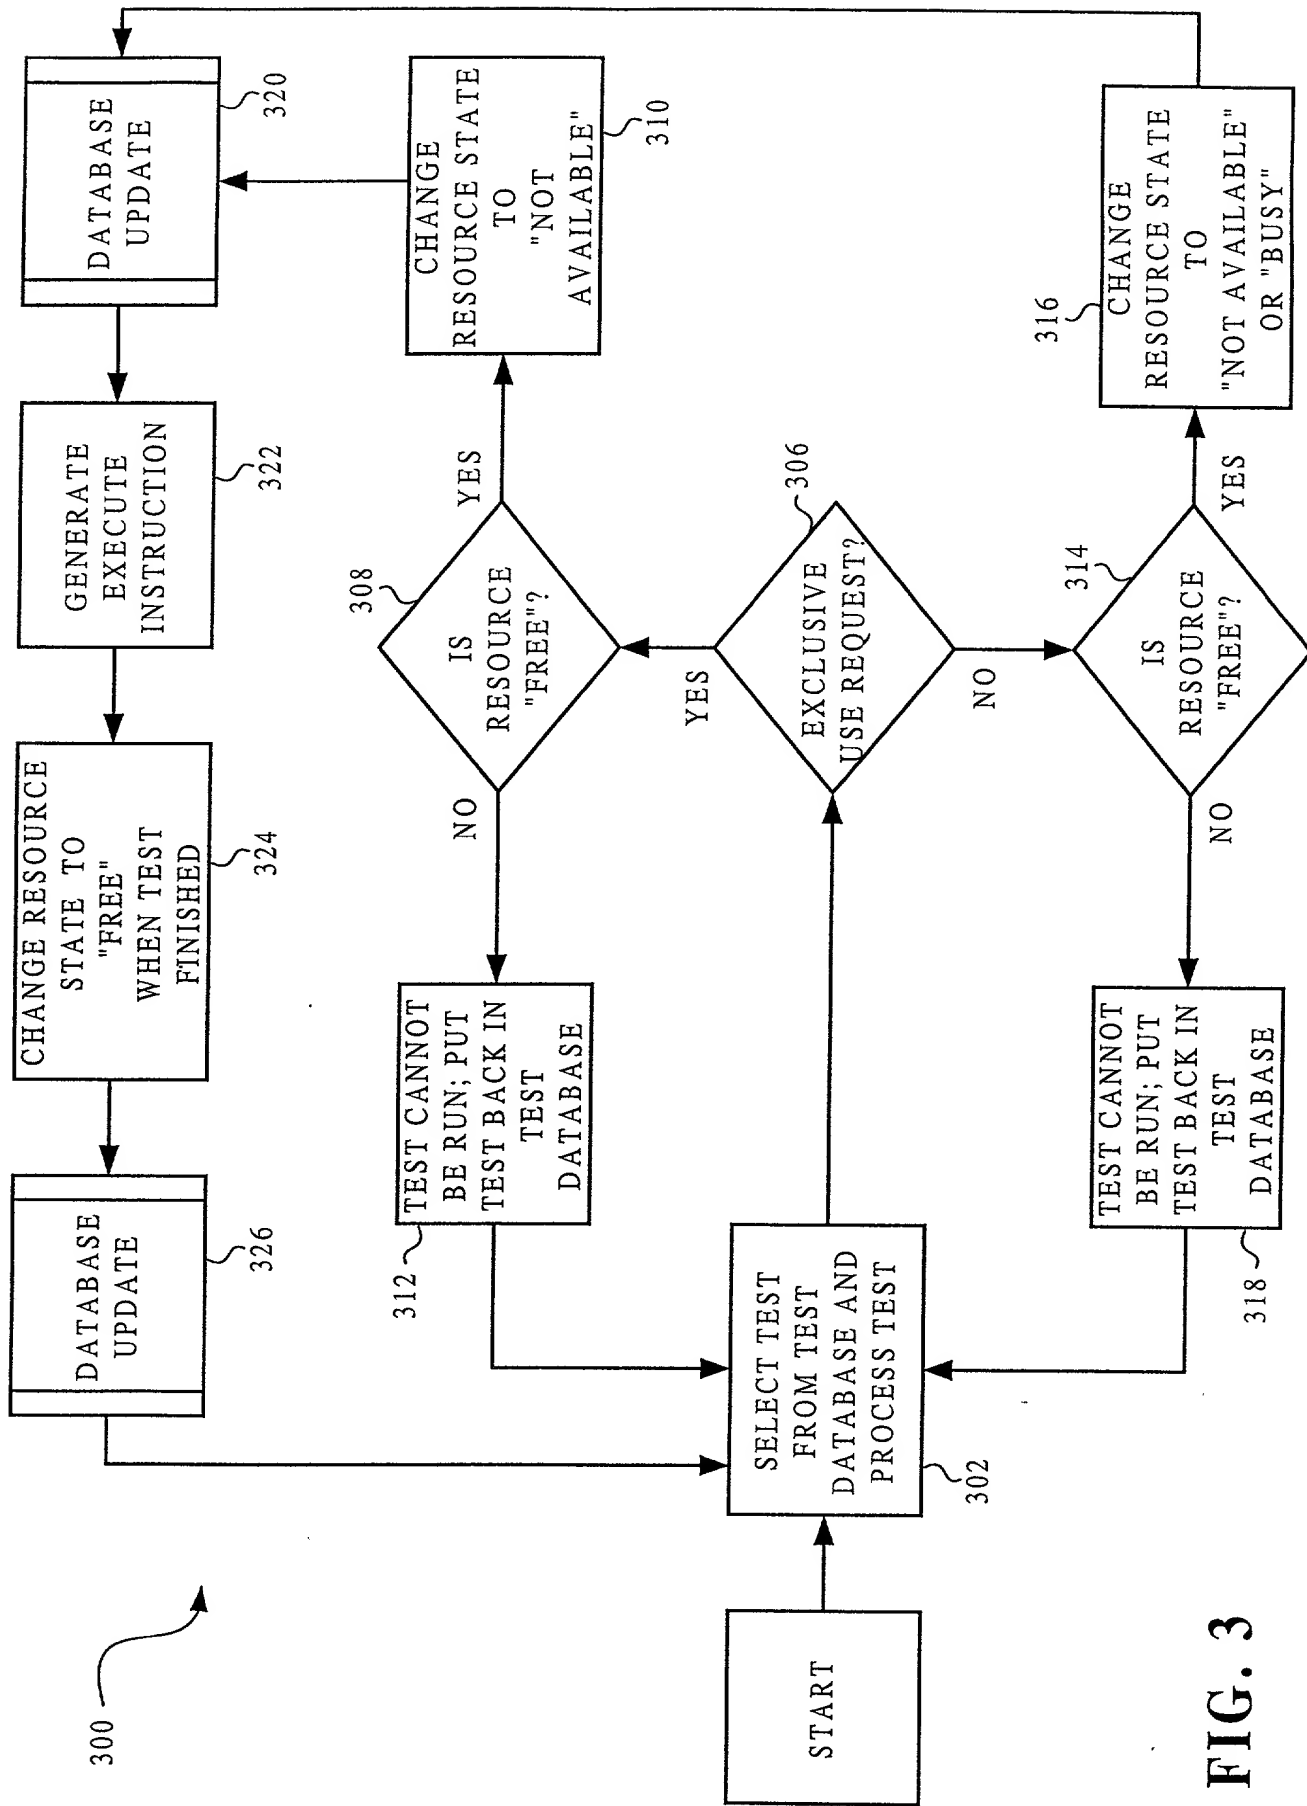 300
DATABASE
UPDATE
326
CHANGE RESOURCE
STATE TO
"FREE"
WHEN TEST
FINISHED
324
GENERATE
EXECUTE
INSTRUCTION
322
DATABASE
UPDATE
320
TEST CANNOT
BE RUN; PUT
TEST BACK IN
TEST
DATABASE
312
NO
308
IS
RESOURCE
"FREE"?
YES
CHANGE
RESOURCE STATE
TO
"NOT
AVAILABLE"
310
START
SELECT TEST
FROM TEST
DATABASE AND
PROCESS TEST
302
YES
EXCLUSIVE
USE REQUEST?
306
NO
TEST CANNOT
BE RUN; PUT
TEST BACK IN
TEST
DATABASE
318
NO
314
IS
RESOURCE
"FREE"?
YES
316
CHANGE
RESOURCE STATE
TO
"NOT AVAILABLE"
OR "BUSY"
FIG. 3